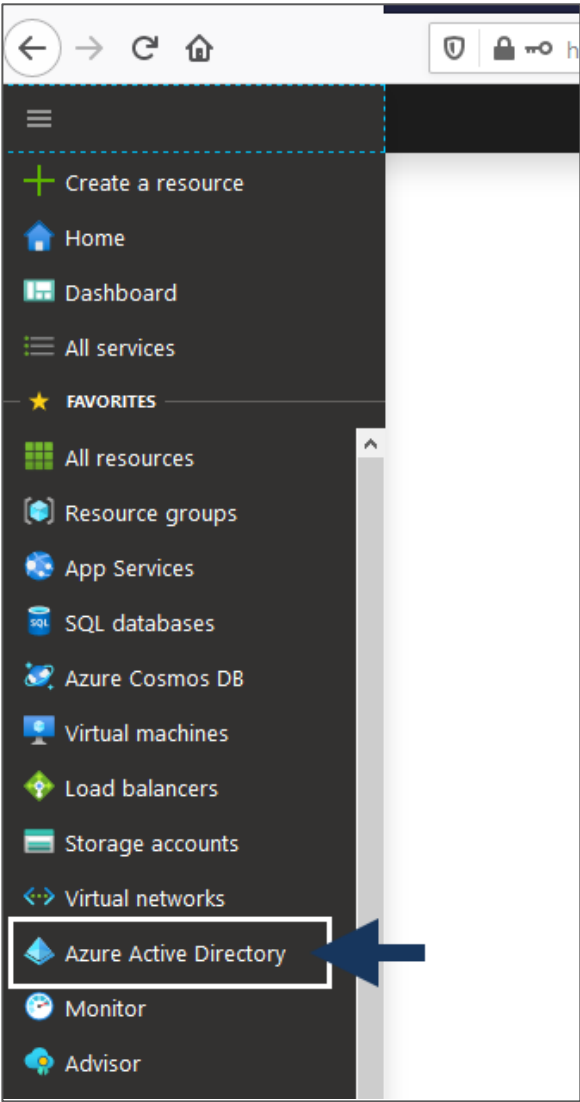 h
Create a resource
Home
Dashboard
All services
FAVORITES
All resources
Resource groups
App Services
SQL
SQL databases
Azure Cosmos DB
Virtual machines
Load balancers
Storage accounts
Virtual networks
Azure Active Directory
Monitor
Advisor